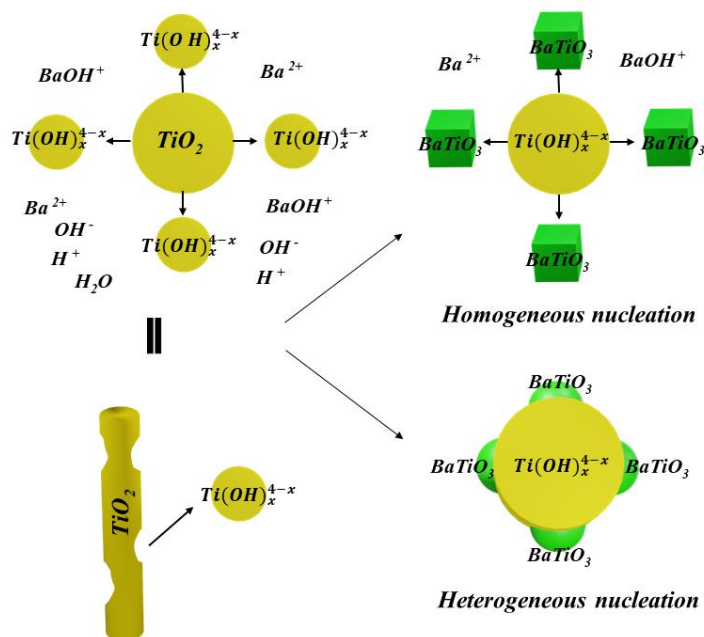 Ti(OH)ₓ⁴⁻ˣ
BaOH⁺
Ba²⁺
Ti(OH)ₓ⁴⁻ˣ
TiO₂
Ti(OH)ₓ⁴⁻ˣ
Ba²⁺
BaOH⁺
OH⁻
Ti(OH)ₓ⁴⁻ˣ
OH⁻
H⁺
H⁺
H₂O
BaTiO₃
Ba²⁺
BaOH⁺
BaTiO₃
Ti(OH)ₓ⁴⁻ˣ
BaTiO₃
BaTiO₃
Homogeneous nucleation
TiO₂
Ti(OH)ₓ⁴⁻ˣ
BaTiO₃
BaTiO₃
Ti(OH)ₓ⁴⁻ˣ
BaTiO₃
BaTiO₃
Heterogeneous nucleation